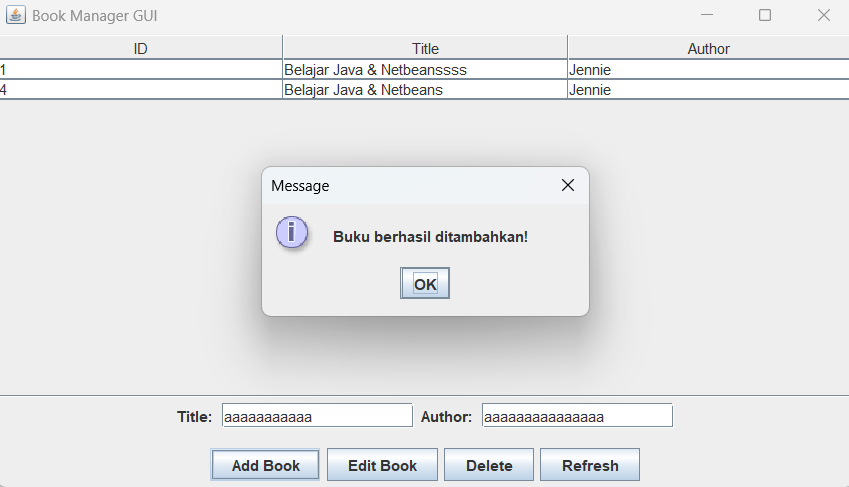 Book Manager GUI
ID Title Author
1 Belajar Java & Netbeanssss Jennie
4 Belajar Java & Netbeans Jennie
Message
i Buku berhasil ditambahkan!
OK
Title: aaaaaaaaaaa Author: aaaaaaaaaaaaaaa
Add Book Edit Book Delete Refresh